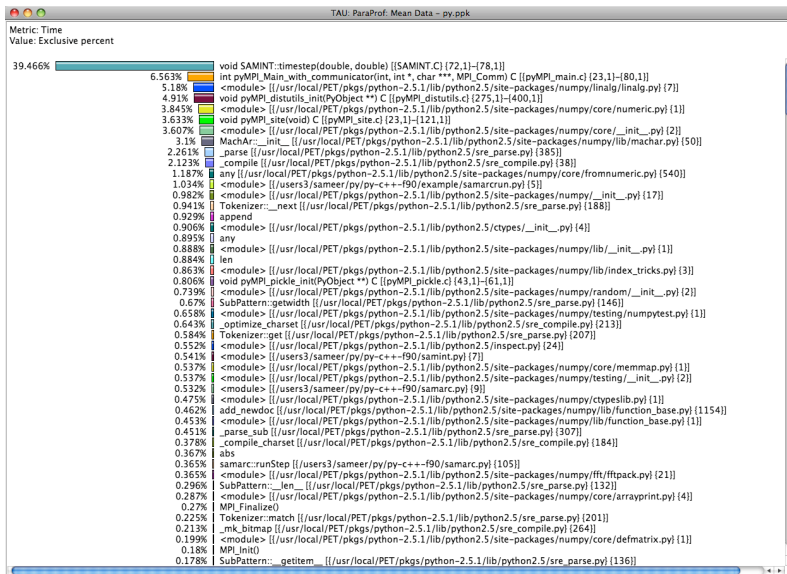 TAU: ParaProf: Mean Data – py.ppk
Metric: Time
Value: Exclusive percent
39.466% void SAMINT::timestep(double, double) [{SAMINT.C} {72,1}–{78,1}]
6.563% int pyMPI_Main_with_communicator(int, int *, char ***, MPI_Comm) C [{pyMPI_main.c} {23,1}–{80,1}]
5.18% <module> [{/usr/local/PET/pkgs/python-2.5.1/lib/python2.5/site-packages/numpy/linalg/linalg.py} {7}]
4.91% void pyMPI_distutils_init(PyObject **) C [{pyMPI_distutils.c} {275,1}–{400,1}]
3.845% <module> [{/usr/local/PET/pkgs/python-2.5.1/lib/python2.5/site-packages/numpy/core/numeric.py} {1}]
3.633% void pyMPI_site(void) C [{pyMPI_site.c} {23,1}–{121,1}]
3.607% <module> [{/usr/local/PET/pkgs/python-2.5.1/lib/python2.5/site-packages/numpy/core/__init__.py} {2}]
3.1% MachAr::__init__ [{/usr/local/PET/pkgs/python-2.5.1/lib/python2.5/site-packages/numpy/lib/machar.py} {50}]
2.261% _parse [{/usr/local/PET/pkgs/python-2.5.1/lib/python2.5/sre_parse.py} {385}]
2.123% _compile [{/usr/local/PET/pkgs/python-2.5.1/lib/python2.5/sre_compile.py} {38}]
1.187% any [{/usr/local/PET/pkgs/python-2.5.1/lib/python2.5/site-packages/numpy/core/fromnumeric.py} {540}]
1.034% <module> [{/users3/sameer/py/py-c++-f90/example/samarcrun.py} {5}]
0.982% <module> [{/usr/local/PET/pkgs/python-2.5.1/lib/python2.5/site-packages/numpy/__init__.py} {17}]
0.941% Tokenizer::__next [{/usr/local/PET/pkgs/python-2.5.1/lib/python2.5/sre_parse.py} {188}]
0.929% append
0.906% <module> [{/usr/local/PET/pkgs/python-2.5.1/lib/python2.5/ctypes/__init__.py} {4}]
0.895% any
0.888% <module> [{/usr/local/PET/pkgs/python-2.5.1/lib/python2.5/site-packages/numpy/lib/__init__.py} {1}]
0.884% len
0.863% <module> [{/usr/local/PET/pkgs/python-2.5.1/lib/python2.5/site-packages/numpy/lib/index_tricks.py} {3}]
0.806% void pyMPI_pickle_init(PyObject **) C [{pyMPI_pickle.c} {43,1}–{61,1}]
0.739% <module> [{/usr/local/PET/pkgs/python-2.5.1/lib/python2.5/site-packages/numpy/random/__init__.py} {2}]
0.67% SubPattern::getwidth [{/usr/local/PET/pkgs/python-2.5.1/lib/python2.5/sre_parse.py} {146}]
0.658% <module> [{/usr/local/PET/pkgs/python-2.5.1/lib/python2.5/site-packages/numpy/testing/numpytest.py} {1}]
0.643% _optimize_charset [{/usr/local/PET/pkgs/python-2.5.1/lib/python2.5/sre_compile.py} {213}]
0.584% Tokenizer::get [{/usr/local/PET/pkgs/python-2.5.1/lib/python2.5/sre_parse.py} {207}]
0.552% <module> [{/usr/local/PET/pkgs/python-2.5.1/lib/python2.5/inspect.py} {24}]
0.541% <module> [{/users3/sameer/py/py-c++-f90/samint.py} {7}]
0.537% <module> [{/usr/local/PET/pkgs/python-2.5.1/lib/python2.5/site-packages/numpy/core/memmap.py} {1}]
0.537% <module> [{/usr/local/PET/pkgs/python-2.5.1/lib/python2.5/site-packages/numpy/testing/__init__.py} {2}]
0.532% <module> [{/users3/sameer/py/py-c++-f90/samarc.py} {9}]
0.475% <module> [{/usr/local/PET/pkgs/python-2.5.1/lib/python2.5/site-packages/numpy/ctypeslib.py} {1}]
0.462% add_newdoc [{/usr/local/PET/pkgs/python-2.5.1/lib/python2.5/site-packages/numpy/lib/function_base.py} {1154}]
0.453% <module> [{/usr/local/PET/pkgs/python-2.5.1/lib/python2.5/site-packages/numpy/lib/function_base.py} {1}]
0.451% _parse_sub [{/usr/local/PET/pkgs/python-2.5.1/lib/python2.5/sre_parse.py} {307}]
0.378% _compile_charset [{/usr/local/PET/pkgs/python-2.5.1/lib/python2.5/sre_compile.py} {184}]
0.367% abs
0.365% samarc::runStep [{/users3/sameer/py/py-c++-f90/samarc.py} {105}]
0.365% <module> [{/usr/local/PET/pkgs/python-2.5.1/lib/python2.5/site-packages/numpy/fft/fftpack.py} {21}]
0.296% SubPattern::__len__ [{/usr/local/PET/pkgs/python-2.5.1/lib/python2.5/sre_parse.py} {132}]
0.287% <module> [{/usr/local/PET/pkgs/python-2.5.1/lib/python2.5/site-packages/numpy/core/arrayprint.py} {4}]
0.27% MPI_Finalize()
0.225% Tokenizer::match [{/usr/local/PET/pkgs/python-2.5.1/lib/python2.5/sre_parse.py} {201}]
0.213% _mk_bitmap [{/usr/local/PET/pkgs/python-2.5.1/lib/python2.5/sre_compile.py} {264}]
0.199% <module> [{/usr/local/PET/pkgs/python-2.5.1/lib/python2.5/site-packages/numpy/core/defmatrix.py} {1}]
0.18% MPI_Init()
0.178% SubPattern::__getitem__ [{/usr/local/PET/pkgs/python-2.5.1/lib/python2.5/sre_parse.py} {136}]